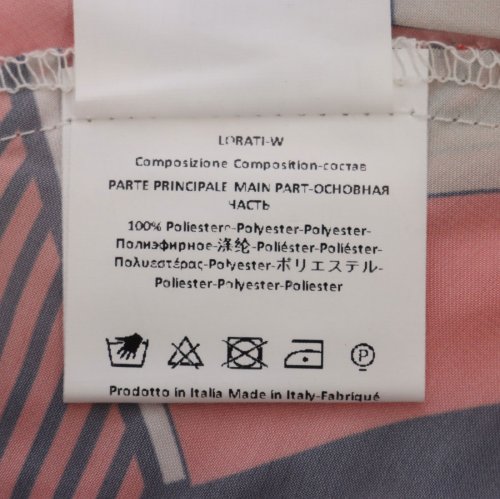 LORATI-W
Composizione Composition-состав
PARTE PRINCIPALE MAIN PART-ОСНОВНАЯ
ЧАСТЬ
100% Poliestere-Polyester-Polyester-
Полиэфирное-涤纶-Poliéster-Poliéster-
Πολυεστέρας-Polyester-ポリエステル-
Poliester-Polyester-Poliester
P
Prodotto in Italia Made in Italy-Fabriqué